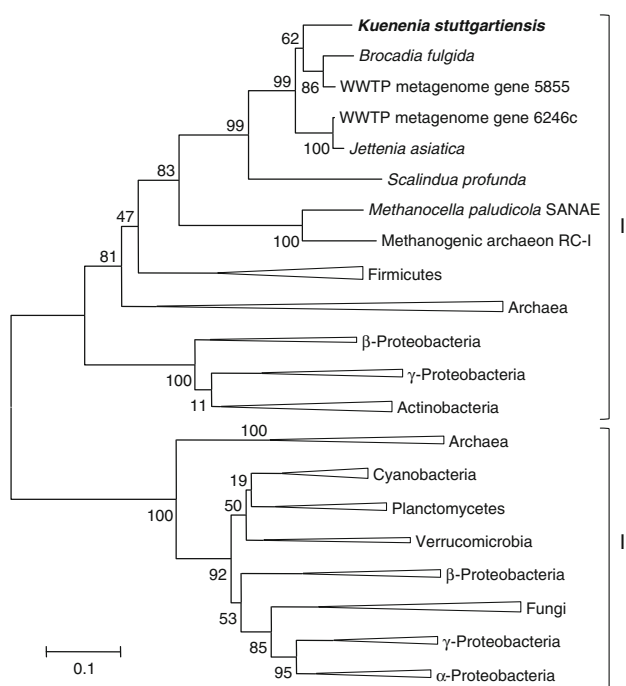 Kuenenia stuttgartiensis
62
Brocadia fulgida
99
86
WWTP metagenome gene 5855
WWTP metagenome gene 6246c
99
100
Jettenia asiatica
83
Scalindua profunda
47
Methanocella paludicola SANAE
I
100
Methanogenic archaeon RC-I
81
Firmicutes
Archaea
β-Proteobacteria
100
γ-Proteobacteria
11
Actinobacteria
100
Archaea
19
Cyanobacteria
50
Planctomycetes
100
Verrucomicrobia
I
92
β-Proteobacteria
53
Fungi
85
γ-Proteobacteria
0.1
95
α-Proteobacteria